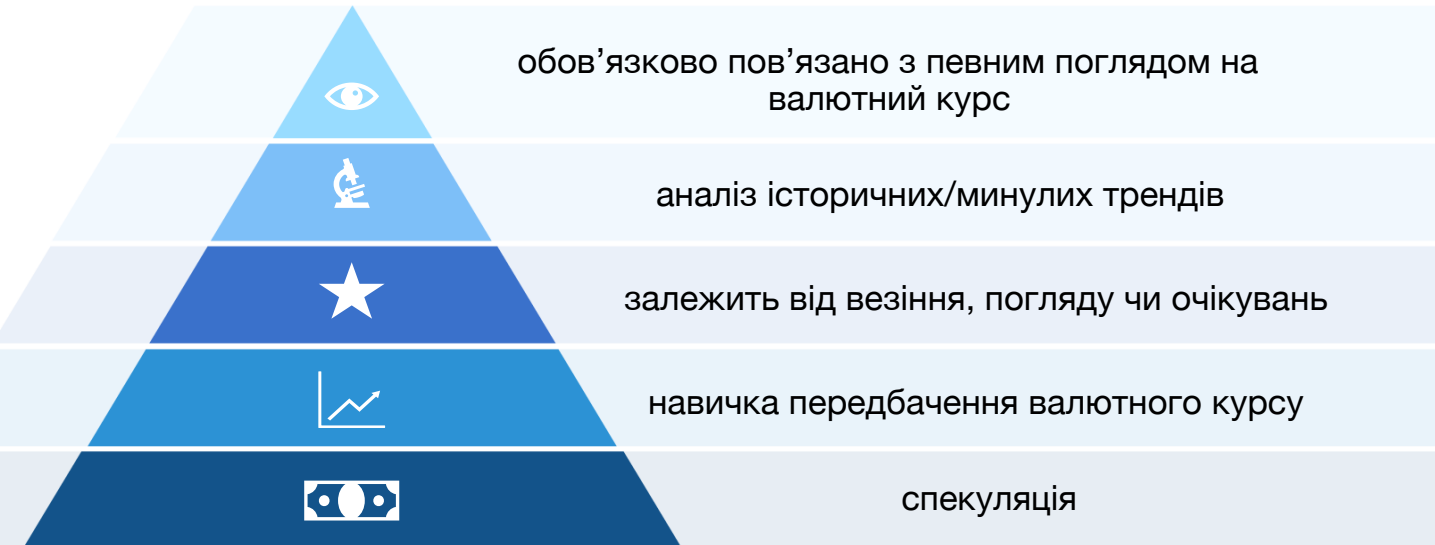 обов’язково пов’язано з певним поглядом на
валютний курс
аналіз історичних/минулих трендів
залежить від везіння, погляду чи очікувань
навичка передбачення валютного курсу
спекуляція